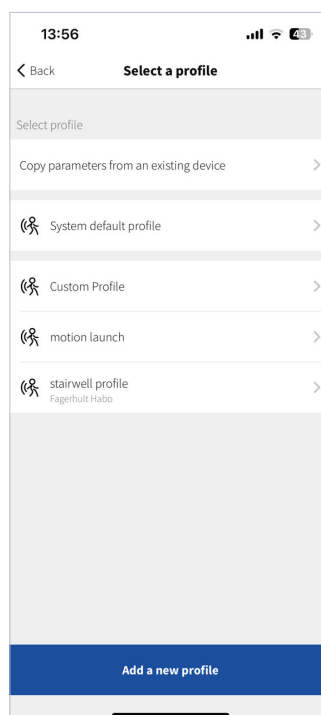 13:56
43
Back
Select a profile
Select profile
Copy parameters from an existing device
System default profile
Custom Profile
motion launch
stairwell profile
Fagerhult Habo
Add a new profile